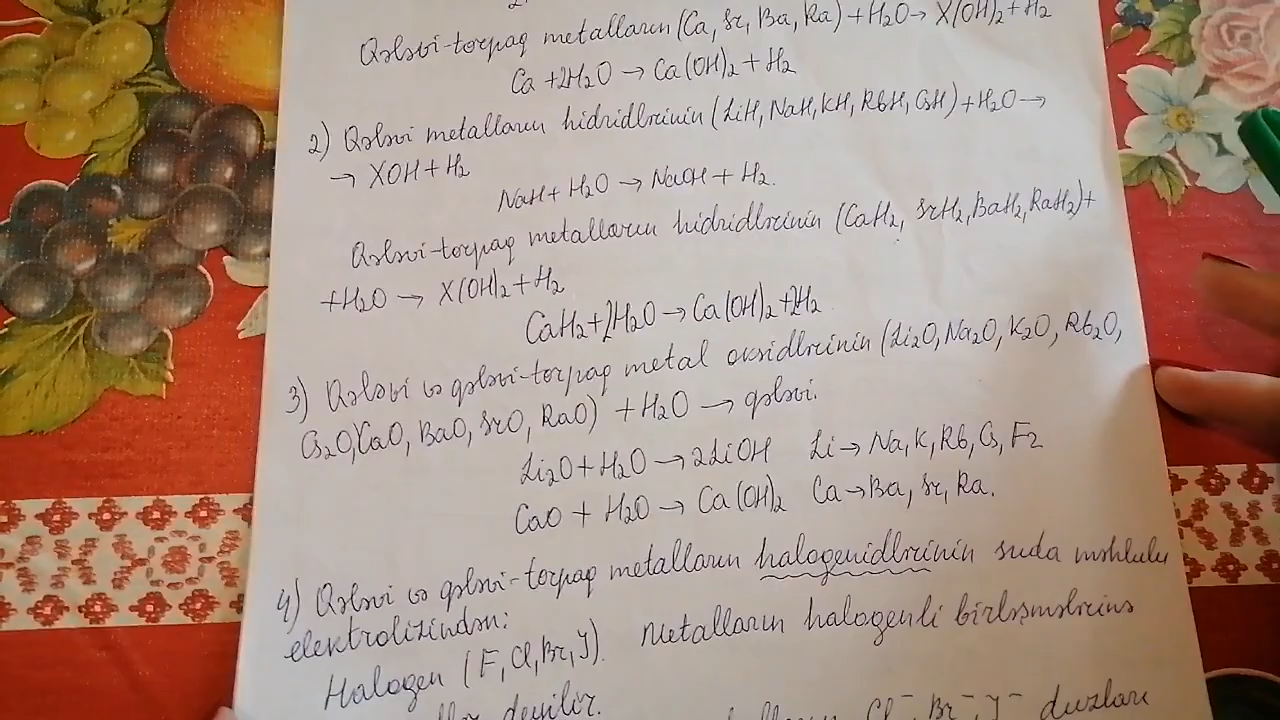 Qələvi-torpaq metalların (Ca, Sr, Ba, Ra) + H₂O → X(OH)₂ + H₂
Ca + 2H₂O → Ca(OH)₂ + H₂
2) Qələvi metalların hidridlərinin (LiH, NaH, KH, RbH, CsH) + H₂O →
→ XOH + H₂
NaH + H₂O → NaOH + H₂.
Qələvi-torpaq metalların hidridlərinin (CaH₂, SrH₂, BaH₂, RaH₂) +
+ H₂O → X(OH)₂ + H₂
CaH₂ + 2H₂O → Ca(OH)₂ + 2H₂
3) Qələvi və qələvi-torpaq metal oksidlərinin (Li₂O, Na₂O, K₂O, Rb₂O,
Cs₂O, CaO, BaO, SrO, RaO) + H₂O → qələvi.
Li₂O + H₂O → 2LiOH Li → Na, K, Rb, Cs, F₂
CaO + H₂O → Ca(OH)₂ Ca → Ba, Sr, Ra.
4) Qələvi və qələvi-torpaq metalların halogenidlərinin suda məhlulu
elektrolizindən:
Halogen (F, Cl, Br, J). Metalların halogenli birləşmələrinə
deyilir.
Cl⁻ Br⁻ J⁻ duzları